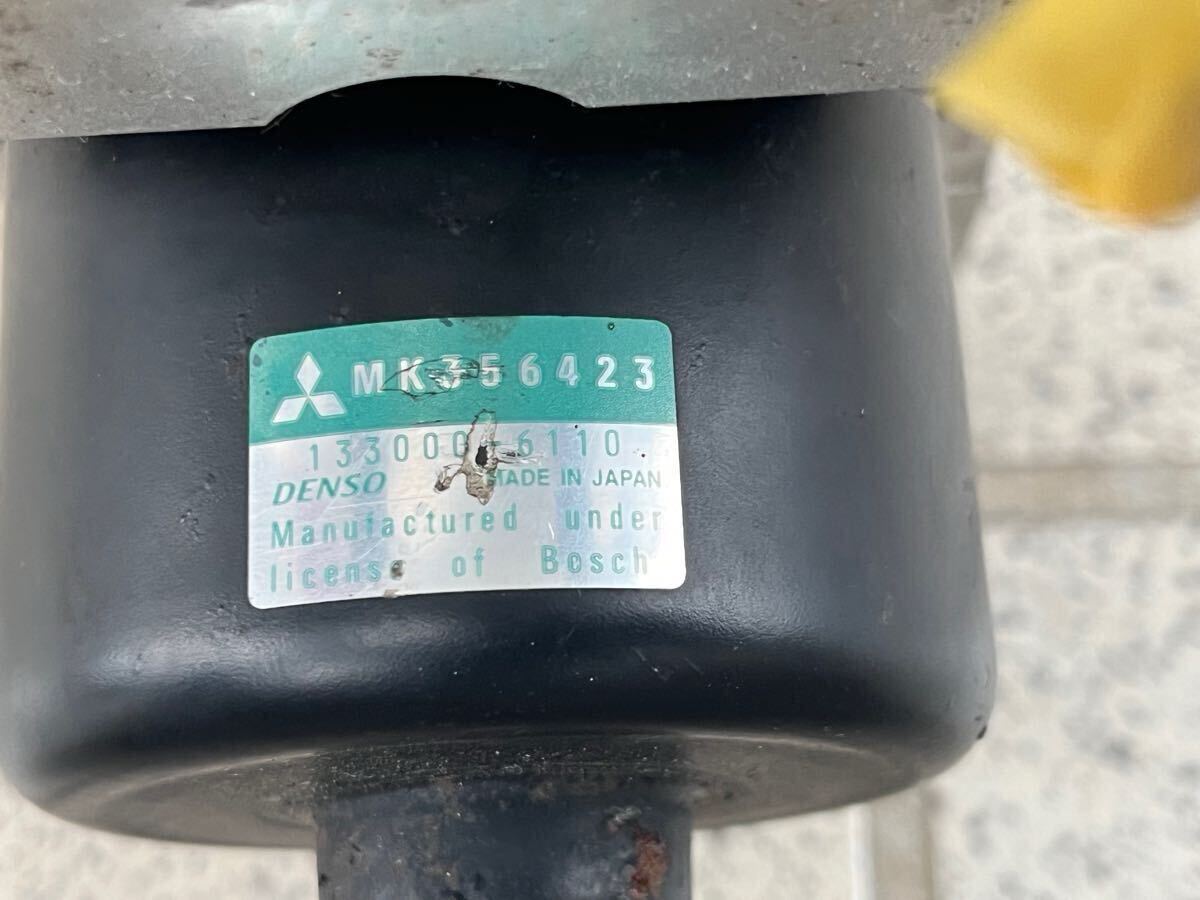 MK356423
133000-6110
DENSO MADE IN JAPAN
Manufactured under
license of Bosch